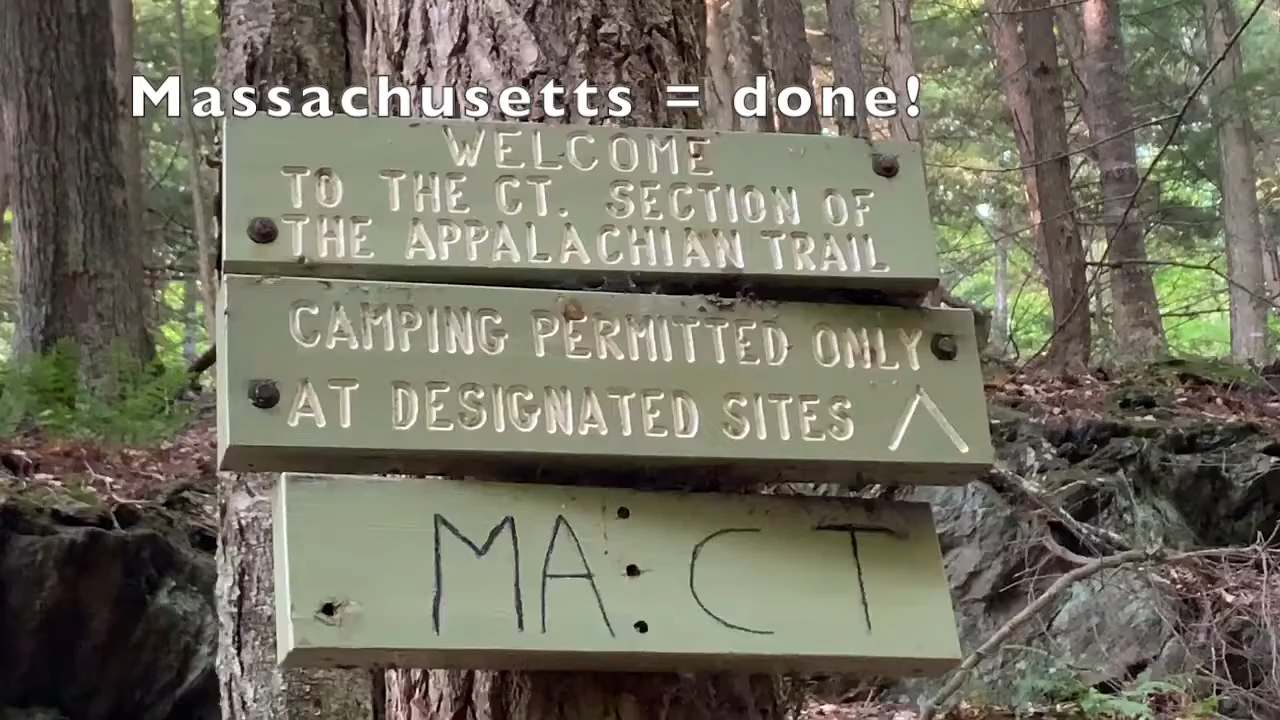 Massachusetts = done!
WELCOME
TO THE CT. SECTION OF
THE APPALACHIAN TRAIL
CAMPING PERMITTED ONLY
AT DESIGNATED SITES
MA:CT